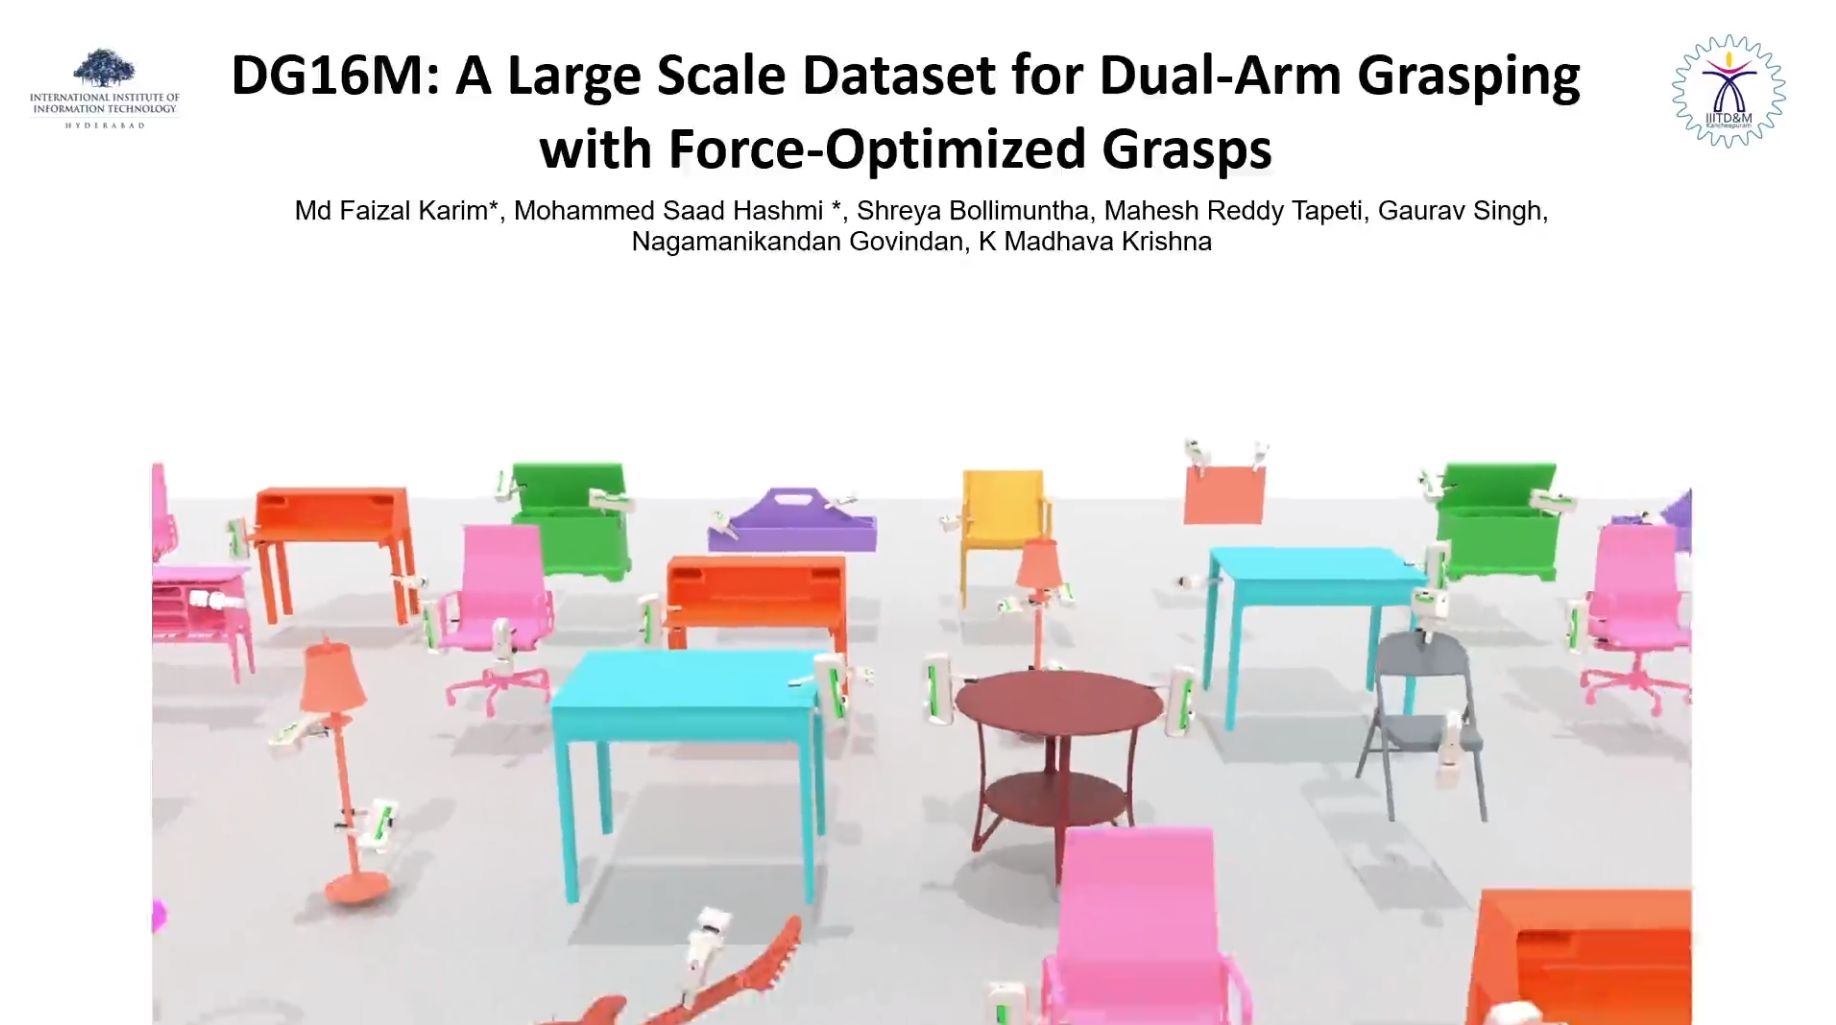 INTERNATIONAL INSTITUTE OF
INFORMATION TECHNOLOGY
HYDERABAD
DG16M: A Large Scale Dataset for Dual-Arm Grasping
with Force-Optimized Grasps
IIITD&M
Kancheepuram
Md Faizal Karim*, Mohammed Saad Hashmi *, Shreya Bollimuntha, Mahesh Reddy Tapeti, Gaurav Singh,
Nagamanikandan Govindan, K Madhava Krishna